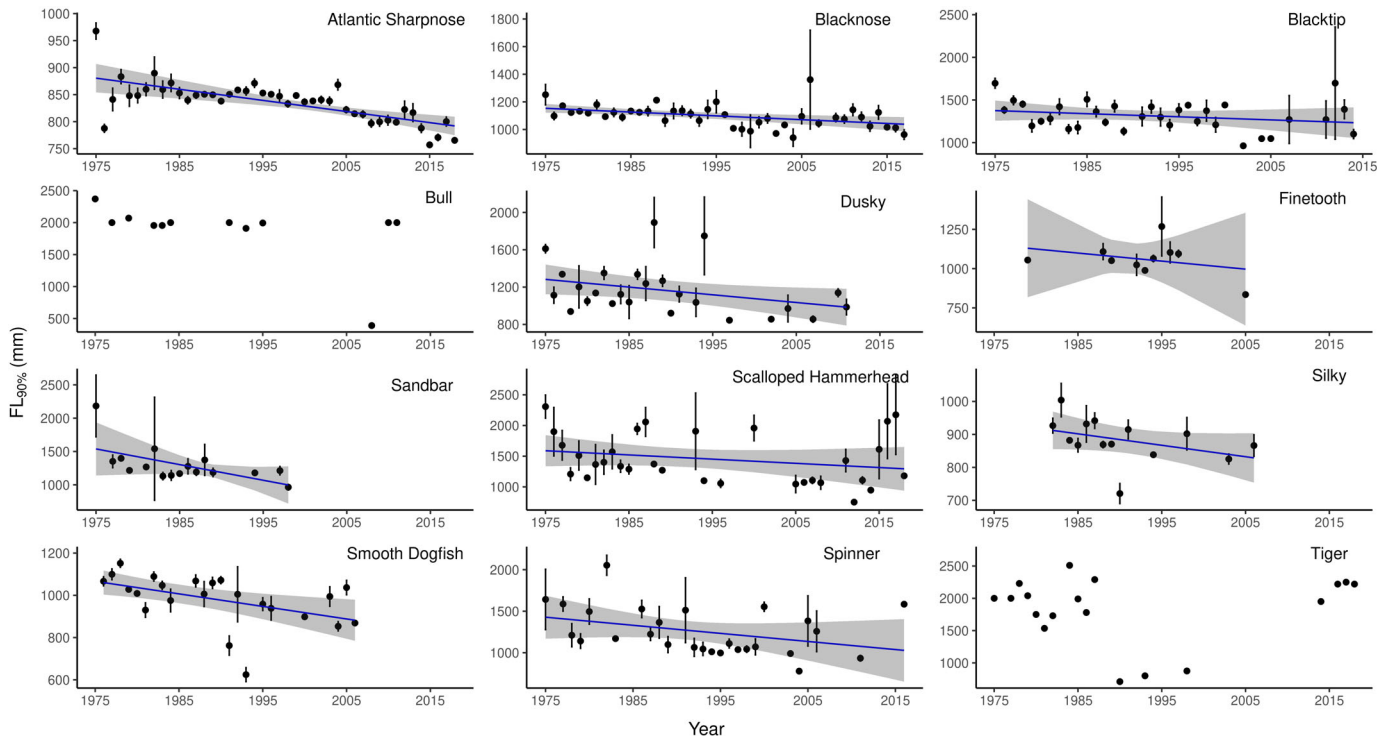 Atlantic Sharpnose
1000
950
900
850
800
750
1975 1985 1995 2005 2015
Blacknose
1800
1600
1400
1200
1000
1975 1985 1995 2005 2015
Blacktip
2500
2000
1500
1000
1975 1985 1995 2005 2015
Bull
2500
2000
1500
1000
500
1975 1985 1995 2005 2015
Dusky
2000
1600
1200
800
1975 1985 1995 2005 2015
Finetooth
1250
1000
750
1975 1985 1995 2005 2015
Sandbar
2500
2000
1500
1000
1975 1985 1995 2005 2015
Scalloped Hammerhead
2500
2000
1500
1000
1975 1985 1995 2005 2015
Silky
1000
900
800
700
1975 1985 1995 2005 2015
Smooth Dogfish
1200
1000
800
600
1975 1985 1995 2005 2015
Spinner
2000
1500
1000
1975 1985 1995 2005 2015
Tiger
2500
2000
1500
1000
1975 1985 1995 2005 2015
FL90% (mm)
Year